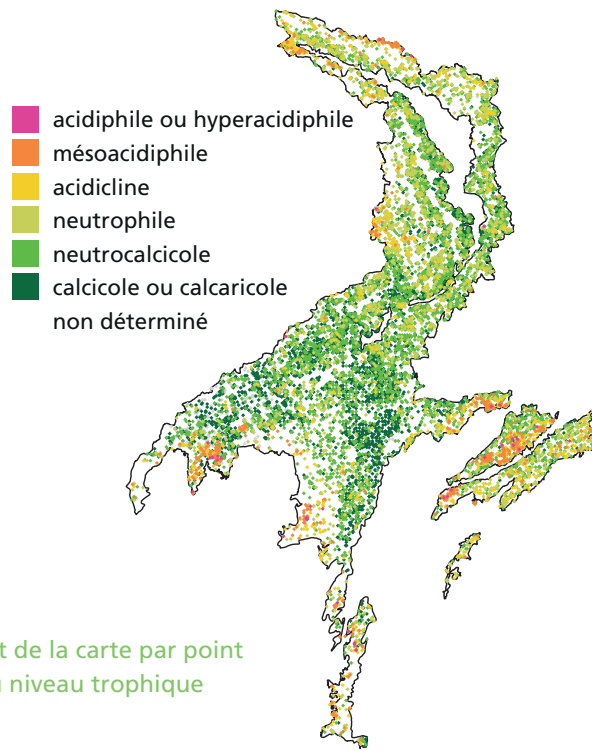 acidiphile ou hyperacidiphile
mésoacidiphile
acidicline
neutrophile
neutrocalcicole
calcicole ou calcaricole
non déterminé
de la carte par point
niveau trophique